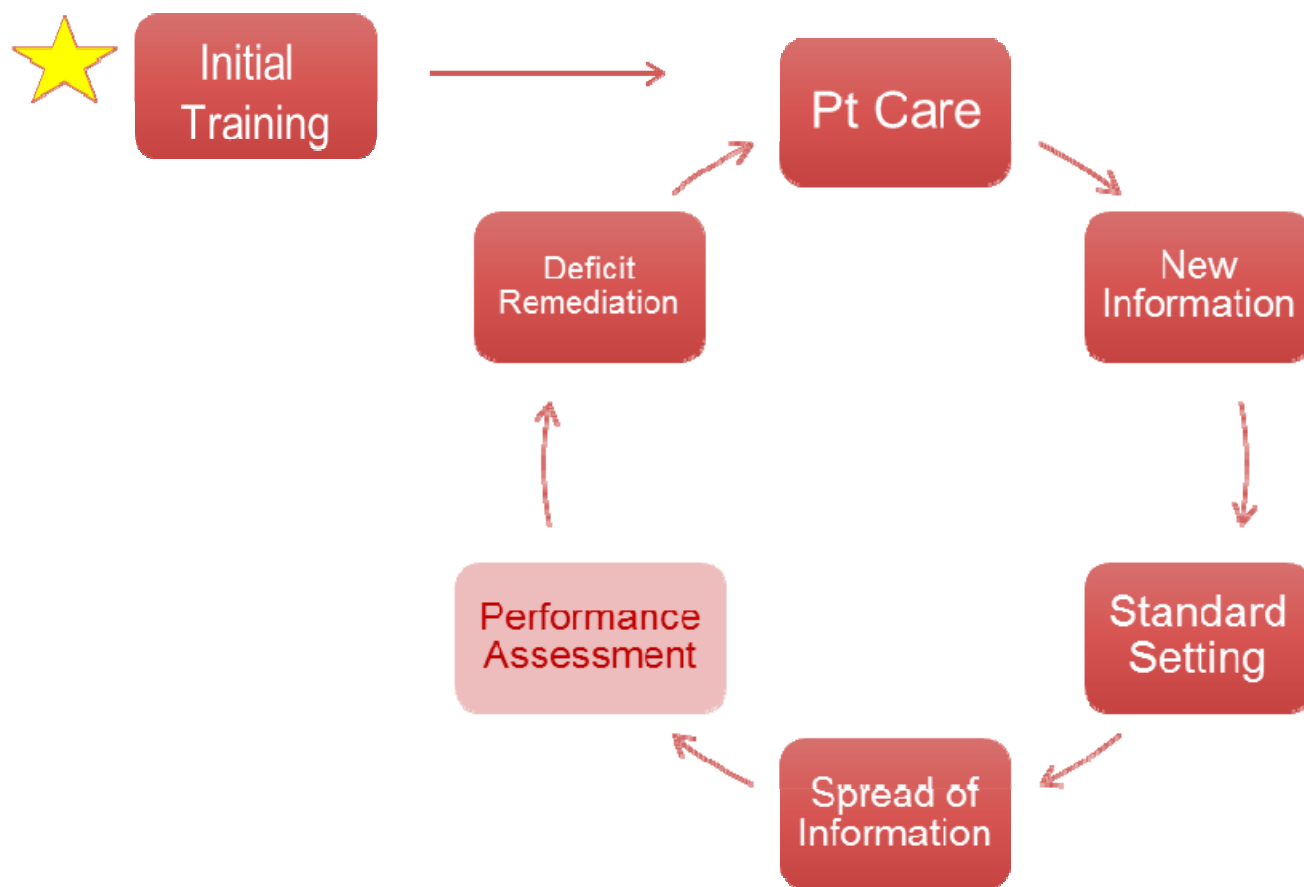 Initial
Training
Pt Care
New
Information
Standard
Setting
Spread of
Information
Performance
Assessment
Deficit
Remediation